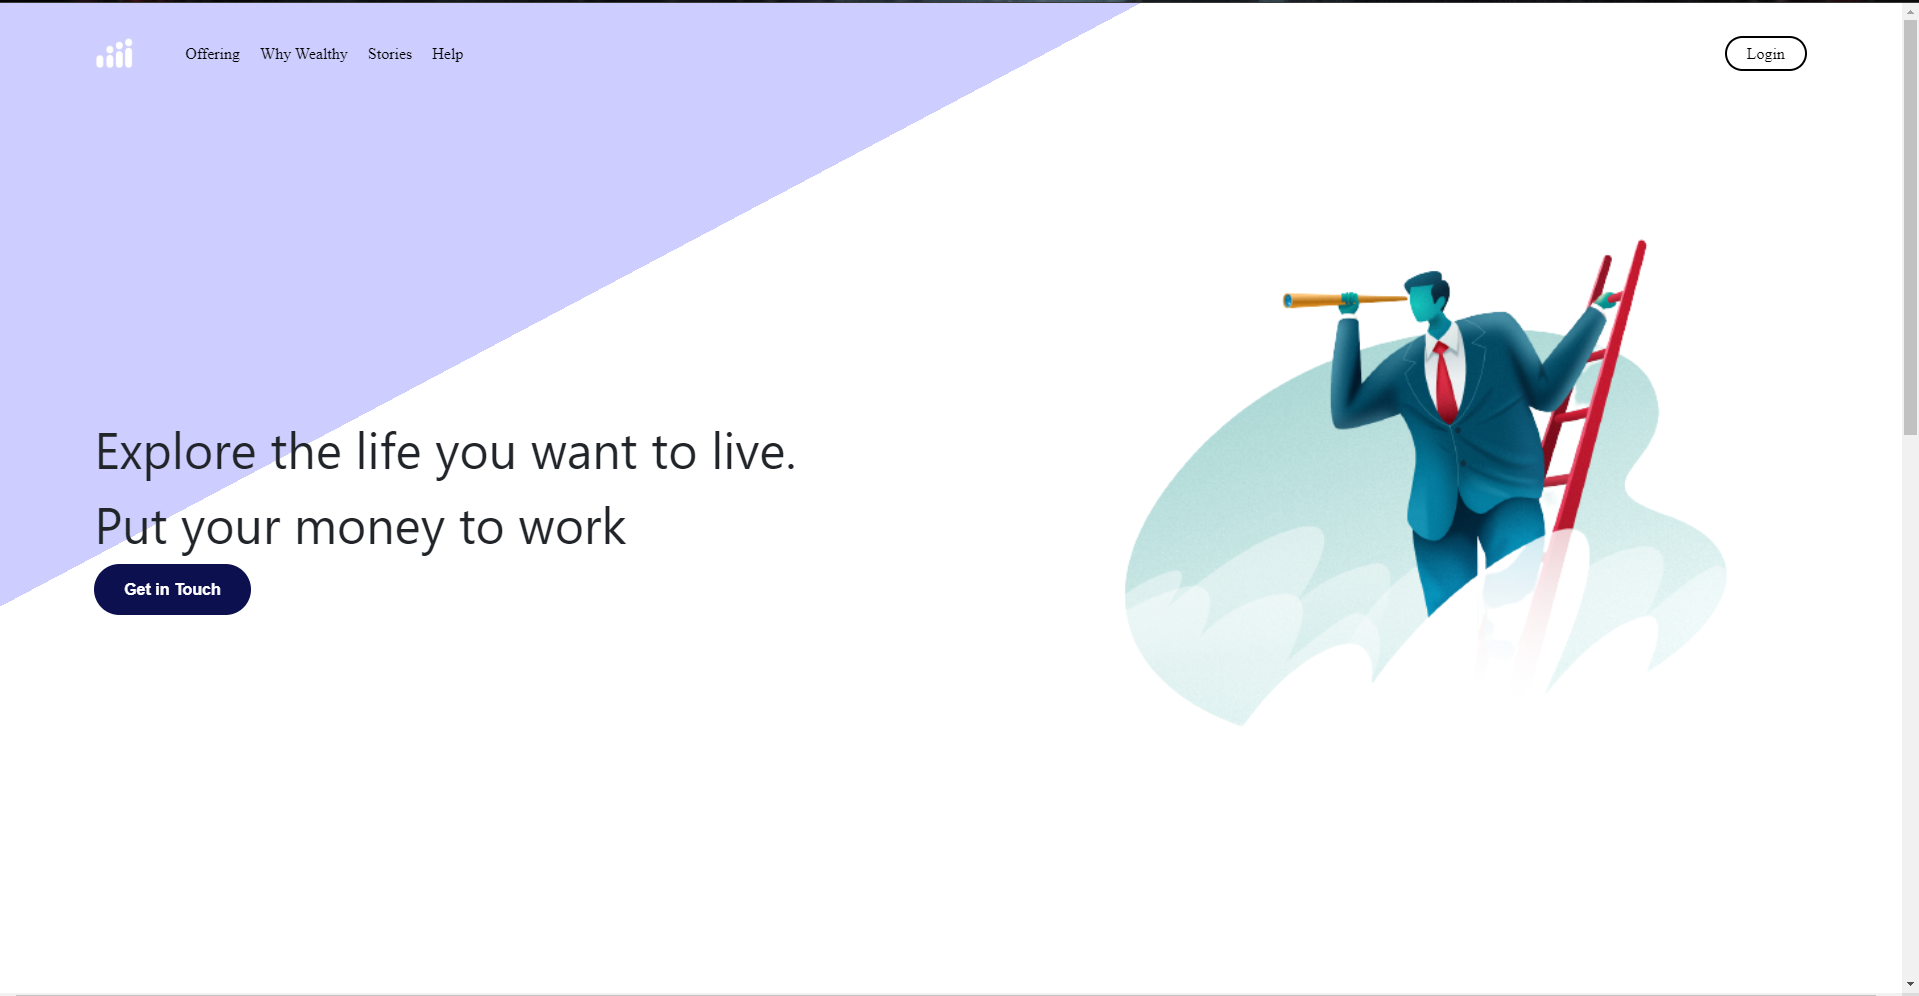 Offering Why Wealthy Stories Help Login
Explore the life you want to live.
Put your money to work
Get in Touch